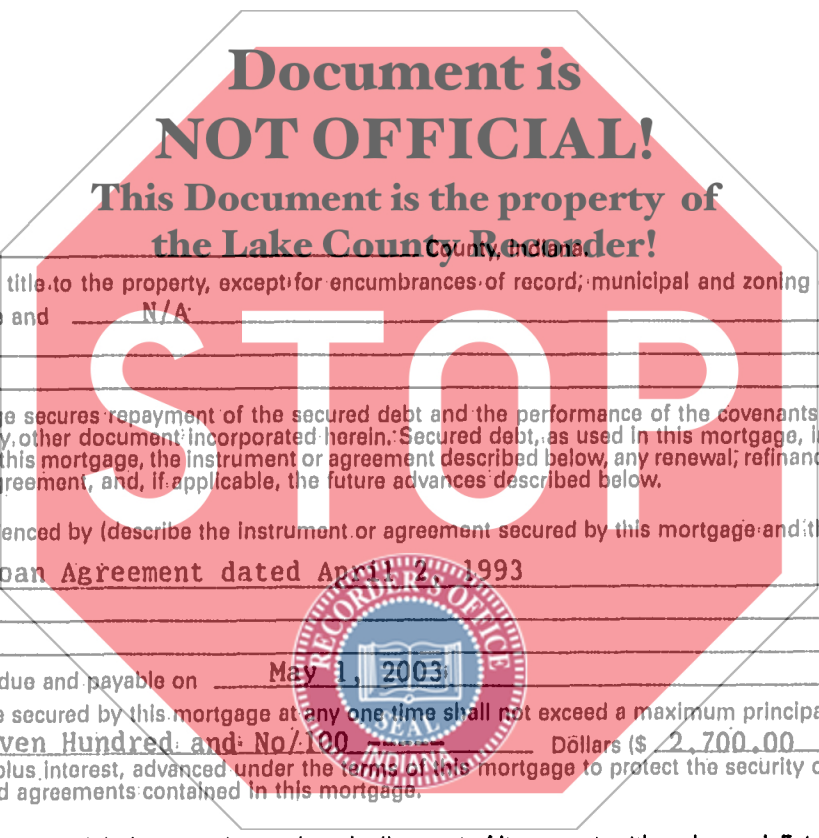 Document is
NOT OFFICIAL!
This Document is the property of
the Lake County Recorder!
County, Indiana.
title to the property, except for encumbrances of record, municipal and zoning
and N/A
STOP
ge secures repayment of the secured debt and the performance of the covenants
y other document incorporated herein. Secured debt, as used in this mortgage, i
this mortgage, the instrument or agreement described below, any renewal, refinanc
greement, and, if applicable, the future advances described below.
enced by (describe the instrument or agreement secured by this mortgage and t
oan Agreement dated April 2, 1993
due and payable on May 1, 2003
e secured by this mortgage at any one time shall not exceed a maximum principa
ven Hundred and No/100 Dollars ($ 2,700.00
plus interest, advanced under the terms of this mortgage to protect the security o
d agreements contained in this mortgage.
RECORDER'S OFFICE
SEAL
INDIANA